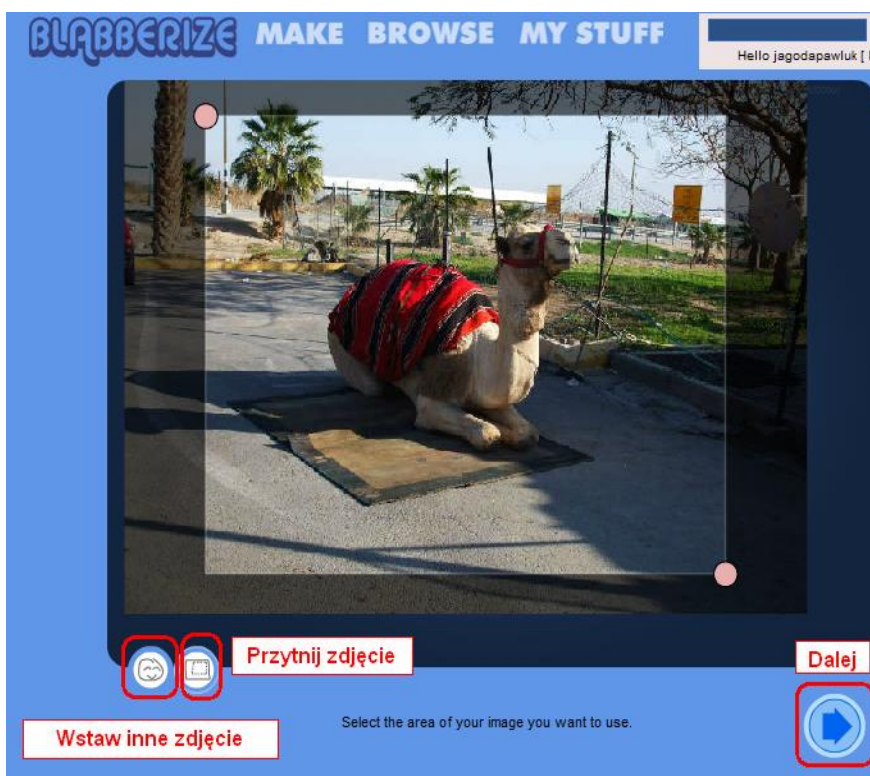 BLABBERIZE MAKE BROWSE MY STUFF
Hello jagodapawluk [
Przytnij zdjęcie
Dalej
Wstaw inne zdjęcie
Select the area of your image you want to use.